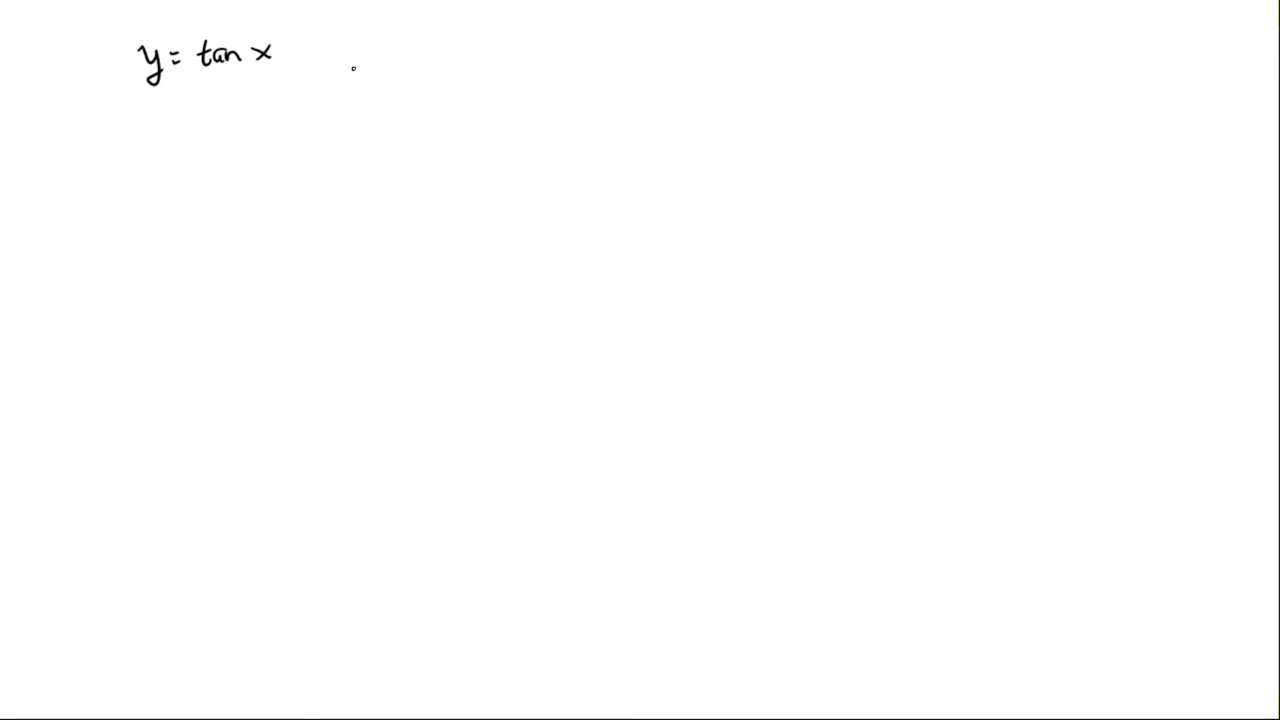 y = tan x